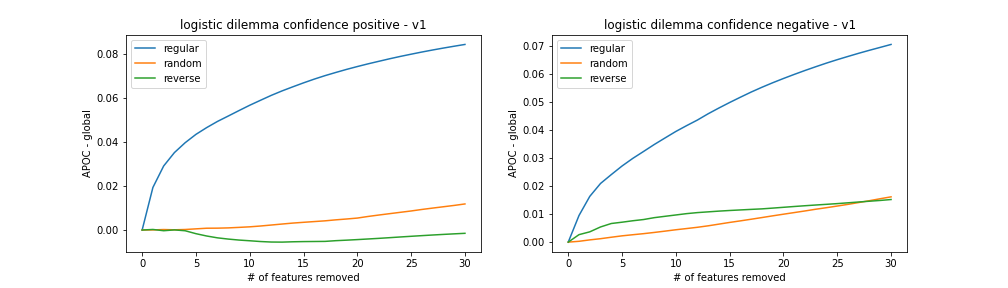 logistic dilemma confidence positive - v1
regular
random
reverse
APOC - global
0.08
0.06
0.04
0.02
0.00
0 5 10 15 20 25 30
# of features removed
logistic dilemma confidence negative - v1
regular
random
reverse
APOC - global
0.07
0.06
0.05
0.04
0.03
0.02
0.01
0.00
0 5 10 15 20 25 30
# of features removed